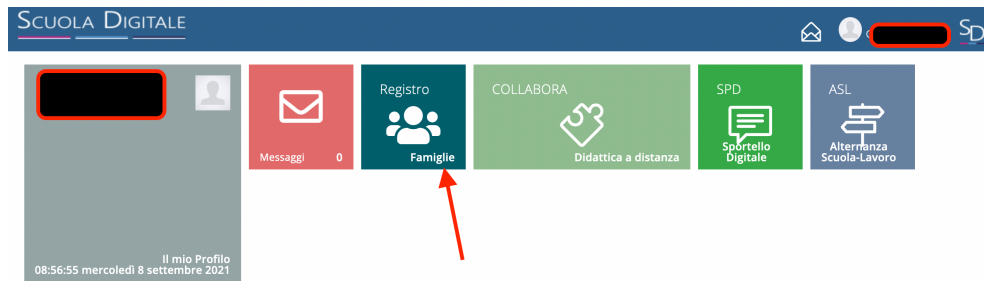 SCUOLA DIGITALE
SD
Registro
COLLABORA
SPD
ASL
Messaggi 0
Famiglie
Didattica a distanza
Sportello
Digitale
Alternanza
Scuola-Lavoro
Il mio Profilo
08:56:55 mercoledì 8 settembre 2021